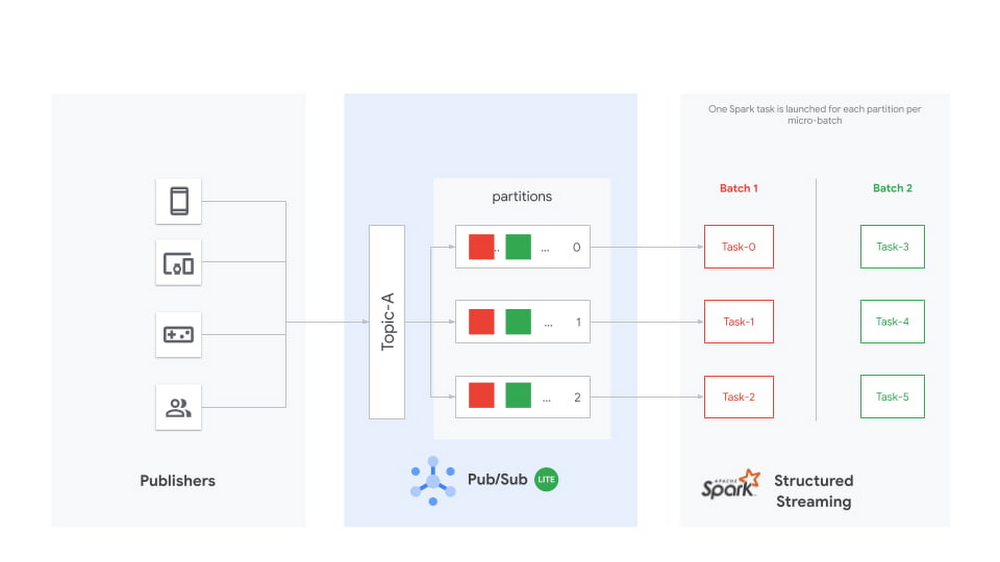 One Spark task is launched for each partition per
micro-batch
partitions
Batch 1
Batch 2
.. ... 0
Task-0
Task-3
Topic-A
... 1
Task-1
Task-4
... 2
Task-2
Task-5
Publishers
Pub/Sub LITE
APACHE
Spark
Structured
Streaming